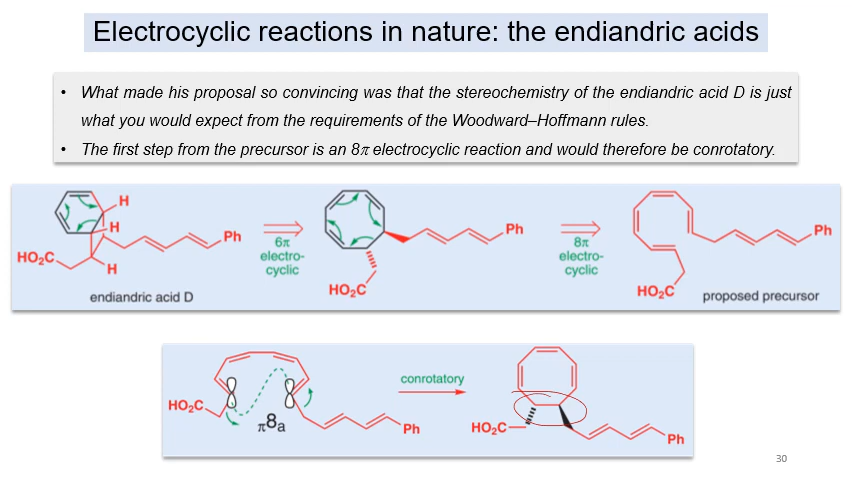 Electrocyclic reactions in nature: the endiandric acids
• What made his proposal so convincing was that the stereochemistry of the endiandric acid D is just
what you would expect from the requirements of the Woodward–Hoffmann rules.
• The first step from the precursor is an 8π electrocyclic reaction and would therefore be conrotatory.
H
H
Ph
HO₂C
H
endiandric acid D
6π
electro-
cyclic
Ph
HO₂C
8π
electro-
cyclic
Ph
HO₂C
proposed precursor
HO₂C
π8a
Ph
conrotatory
HO₂C
Ph
30